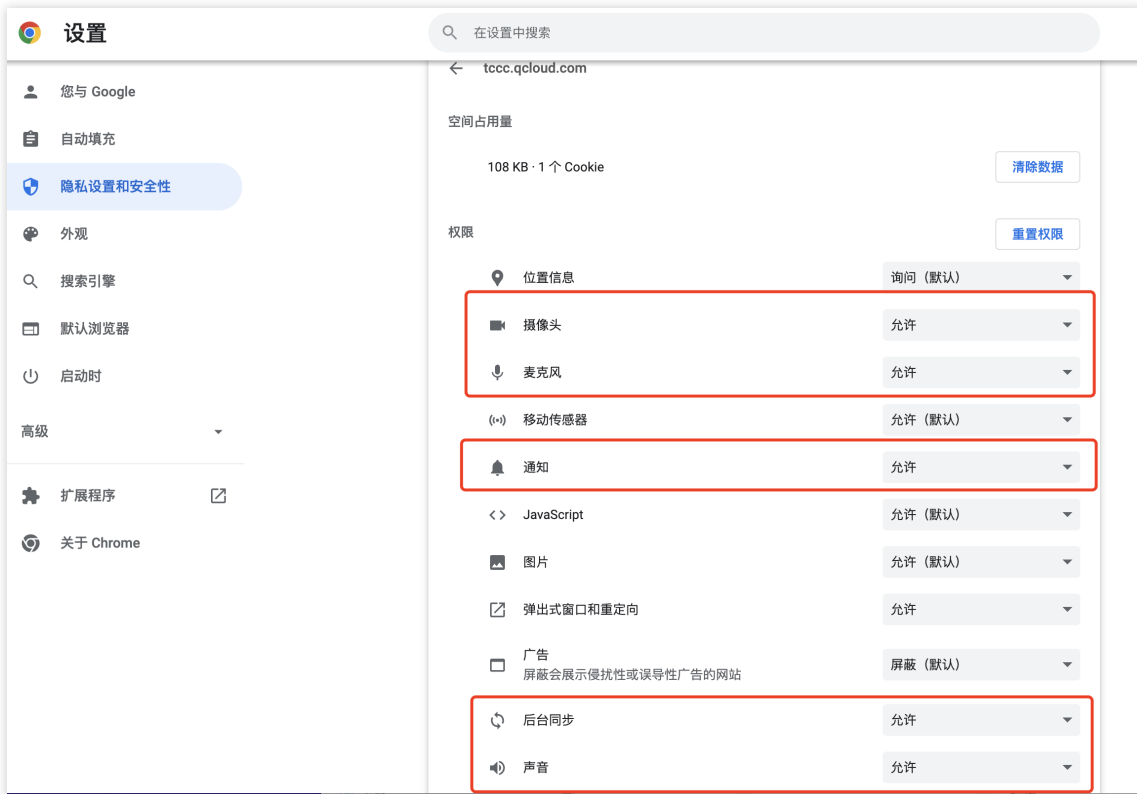 设置
在设置中搜索
您与 Google
自动填充
隐私设置和安全性
外观
搜索引擎
默认浏览器
启动时
高级
扩展程序
关于 Chrome
tccc.qcloud.com
空间占用量
108 KB · 1 个 Cookie
清除数据
权限
重置权限
位置信息
询问（默认）
摄像头
允许
麦克风
允许
移动传感器
允许（默认）
通知
允许
JavaScript
允许（默认）
图片
允许（默认）
弹出式窗口和重定向
允许
广告
屏蔽会展示侵扰性或误导性广告的网站
屏蔽（默认）
后台同步
允许
声音
允许